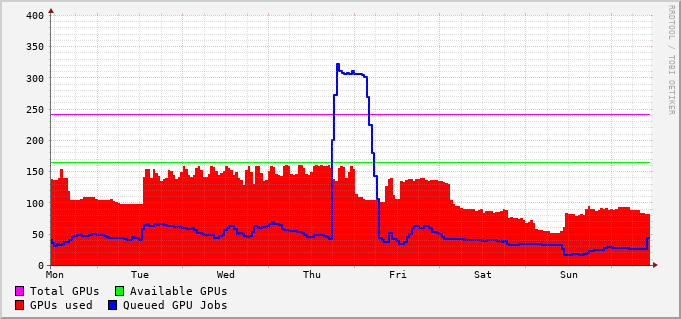 400
350
300
250
200
150
100
50
0
Mon Tue Wed Thu Fri Sat Sun
Total GPUs Available GPUs
GPUs used Queued GPU Jobs
RRDTOOL / TOBI OETIKER